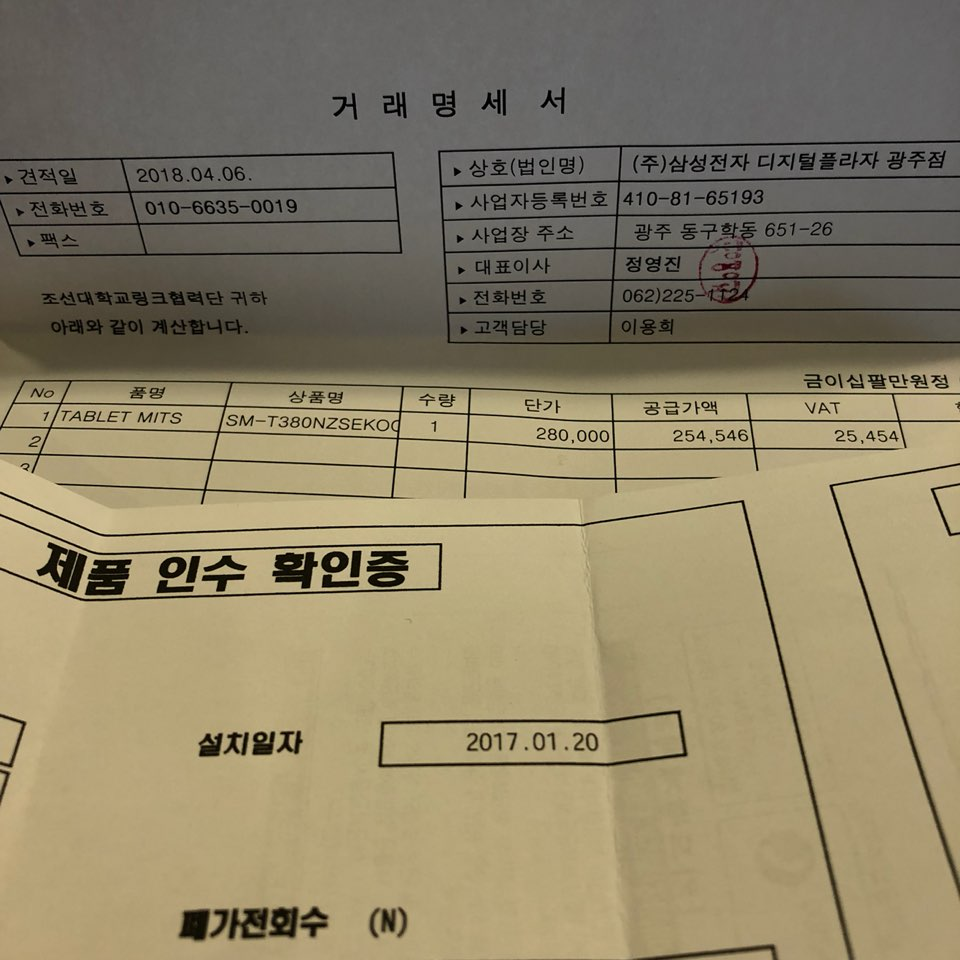 거 래 명 세 서
▸견적일 2018.04.06.
▸전화번호 010-6635-0019
▸팩스
▸상호(법인명) (주)삼성전자 디지털플라자 광주점
▸사업자등록번호 410-81-65193
▸사업장 주소 광주 동구학동 651-26
▸대표이사 정영진
▸전화번호 062)225-1124
▸고객담당 이용희
조선대학교링크협력단 귀하
아래와 같이 계산합니다.
금이십팔만원정
No 품명 상품명 수량 단가 공급가액 VAT
1 TABLET MITS SM-T380NZSEKOO 1 280,000 254,546 25,454
2
3
제품 인수 확인증
설치일자 2017.01.20
폐가전회수 (N)